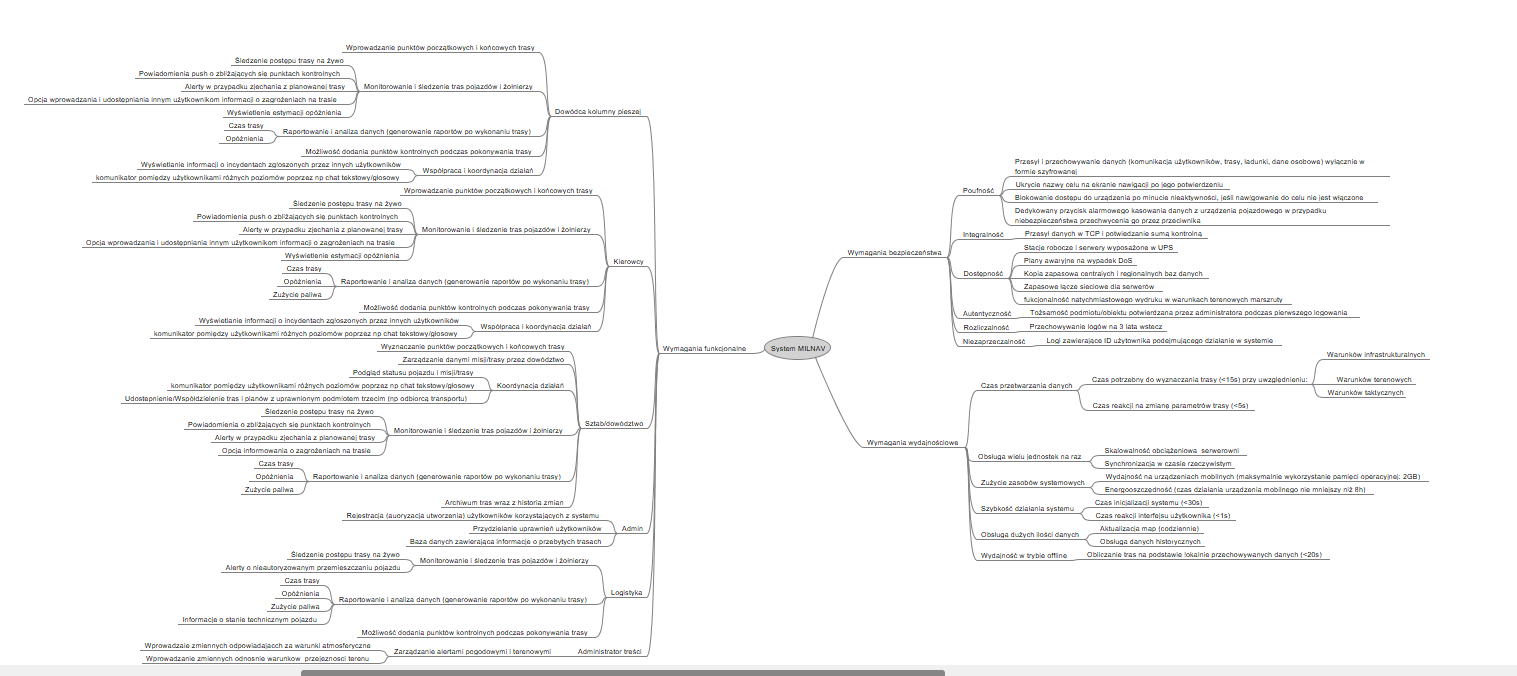 Wprowadzanie punktów początkowych i końcowych trasy
Śledzenie postępu trasy na żywo
Powiadomienia push o zbliżających się punktach kontrolnych
Alerty w przypadku zjechania z planowanej trasy
Opcja wprowadzania i udostępniania innym użytkownikom informacji o zagrożeniach na trasie
Wyświetlenie estymacji opóźnienia
Monitorowanie i śledzenie tras pojazdów i żołnierzy
Czas trasy
Opóźnienia
Raportowanie i analiza danych (generowanie raportów po wykonaniu trasy)
Możliwość dodania punktów kontrolnych podczas pokonywania trasy
Wyświetlanie informacji o incydentach zgłoszonych przez innych użytkowników
komunikator pomiędzy użytkownikami różnych poziomów poprzez np chat tekstowy/głosowy
Współpraca i koordynacja działań
Dowódca kolumny pieszej
Wprowadzanie punktów początkowych i końcowych trasy
Śledzenie postępu trasy na żywo
Powiadomienia push o zbliżających się punktach kontrolnych
Alerty w przypadku zjechania z planowanej trasy
Opcja wprowadzania i udostępniania innym użytkownikom informacji o zagrożeniach na trasie
Wyświetlenie estymacji opóźnienia
Monitorowanie i śledzenie tras pojazdów i żołnierzy
Czas trasy
Opóźnienia
Zużycie paliwa
Raportowanie i analiza danych (generowanie raportów po wykonaniu trasy)
Możliwość dodania punktów kontrolnych podczas pokonywania trasy
Wyświetlanie informacji o incydentach zgłoszonych przez innych użytkowników
komunikator pomiędzy użytkownikami różnych poziomów poprzez np chat tekstowy/głosowy
Współpraca i koordynacja działań
Kierowcy
Wyznaczanie punktów początkowych i końcowych trasy
Zarządzanie danymi misji/trasy przez dowództwo
Podgląd statusu pojazdu i misji/trasy
komunikator pomiędzy użytkownikami różnych poziomów poprzez np chat tekstowy/głosowy
Udostępnienie/Współdzielenie tras i planów z uprawnionym podmiotem trzecim (np odbiorcą transportu)
Koordynacja działań
Śledzenie postępu trasy na żywo
Powiadomienia o zbliżających się punktach kontrolnych
Alerty w przypadku zjechania z planowanej trasy
Opcja informowania o zagrożeniach na trasie
Monitorowanie i śledzenie tras pojazdów i żołnierzy
Czas trasy
Opóźnienia
Zużycie paliwa
Raportowanie i analiza danych (generowanie raportów po wykonaniu trasy)
Archiwum tras wraz z historia zmian
Sztab/dowództwo
Rejestracja (auoryzacja utworzenia) użytkowników korzystających z systemu
Przydzielanie uprawnień użytkowników
Baza danych zawierająca informacje o przebytych trasach
Admin
Śledzenie postępu trasy na żywo
Alerty o nieautoryzowanym przemieszczaniu pojazdu
Monitorowanie i śledzenie tras pojazdów i żołnierzy
Czas trasy
Opóźnienia
Zużycie paliwa
Informacje o stanie technicznym pojazdu
Raportowanie i analiza danych (generowanie raportów po wykonaniu trasy)
Możliwość dodania punktów kontrolnych podczas pokonywania trasy
Logistyka
Wprowadzaie zmiennych odpowiadajacch za warunki atmosferyczne
Wprowadzanie zmiennych odnośnie warunków przejezności terenu
Zarządzanie alertami pogodowymi i terenowymi
Administrator treści
Wymagania funkcjonalne
System MILNAV
Wymagania bezpieczeństwa
Poufność
Przesył i przechowywanie danych (komunikacja użytkowników, trasy, ładunki, dane osobowe) wyłącznie w
formie szyfrowanej
Ukrycie nazwy celu na ekranie nawigacji po jego potwierdzeniu
Blokowanie dostępu do urządzenia po minucie nieaktywności, jeśli nawigowanie do celu nie jest włączone
Dedykowany przycisk alarmowego kasowania danych z urządzenia pojazdowego w przypadku
niebezpieczeństwa przechwycenia go przez przeciwnika
Integralność
Przesył danych w TCP i potwiedzanie sumą kontrolną
Dostępność
Stacje robocze i serwery wyposażone w UPS
Plany awaryjne na wypadek DoS
Kopia zapasowa centralych i regionalnych baz danych
Zapasowe łącze sieciowe dla serwerów
fukcjonalność natychmiastowego wydruku w warunkach terenowych marszruty
Autentyczność
Tożsamość podmiotu/obiektu potwierdzana przez administratora podczas pierwszego logowania
Rozliczalność
Przechowywanie logów na 3 lata wstecz
Niezaprzeczalność
Logi zawierające ID użytownika podejmującego działanie w systemie
Wymagania wydajnościowe
Czas przetwarzania danych
Czas potrzebny do wyznaczania trasy (<15s) przy uwzględnieniu:
Warunków infrastrukturalnych
Warunków terenowych
Warunków taktycznych
Czas reakcji na zmianę parametrów trasy (<5s)
Obsługa wielu jednostek na raz
Skalowalność obciążeniowa serwerowni
Synchronizacja w czasie rzeczywistym
Zużycie zasobów systemowych
Wydajność na urządzeniach mobilnych (maksymalnie wykorzystanie pamięci operacyjnej: 2GB)
Energooszczędność (czas działania urządzenia mobilnego nie mniejszy niż 8h)
Szybkość działania systemu
Czas inicjalizacji systemu (<30s)
Czas reakcji interfejsu użytkownika (<1s)
Obsługa dużych ilości danych
Aktualizacja map (codziennie)
Obsługa danych historycznych
Wydajność w trybie offline
Obliczanie tras na podstawie lokalnie przechowywanych danych (<20s)